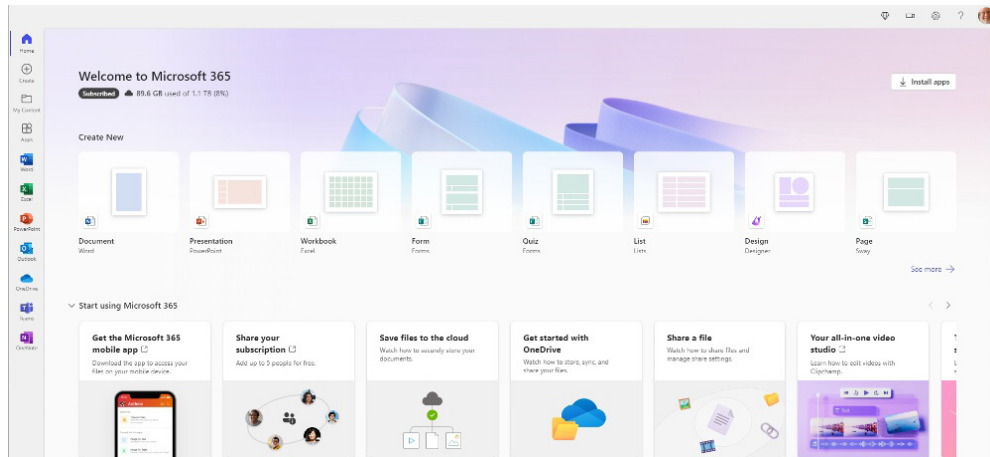 ?
Home
Create
My Content
Apps
Word
Excel
PowerPoint
Outlook
OneDrive
Teams
OneNote
Welcome to Microsoft 365
Subscribed
89.6 GB used of 1.1 TB (8%)
Install apps
Create New
Document
Word
Presentation
PowerPoint
Workbook
Excel
Form
Forms
Quiz
Forms
List
Lists
Design
Designer
Page
Sway
See more
Start using Microsoft 365
Get the Microsoft 365
mobile app
Download the app to access your
files on your mobile device.
Share your
subscription
Add up to 5 people for free.
Save files to the cloud
Watch how to securely store your
documents.
Get started with
OneDrive
Watch how to store, sync, and
share your files.
Share a file
Watch how to share files and
manage share settings.
Your all-in-one video
studio
Learn how to edit videos with
Clipchamp.
Text